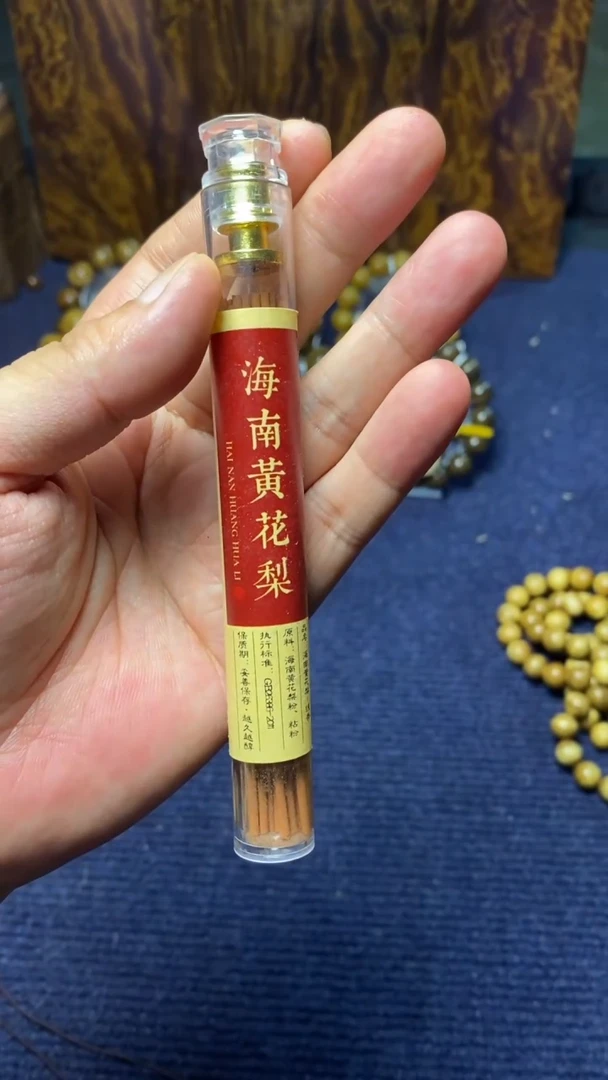 海南黃花梨
HAI NAN HUANG HUA LI
原料：海南黄花梨粉、粘粉
执行标准：
保质期：妥善保存、越久越醇